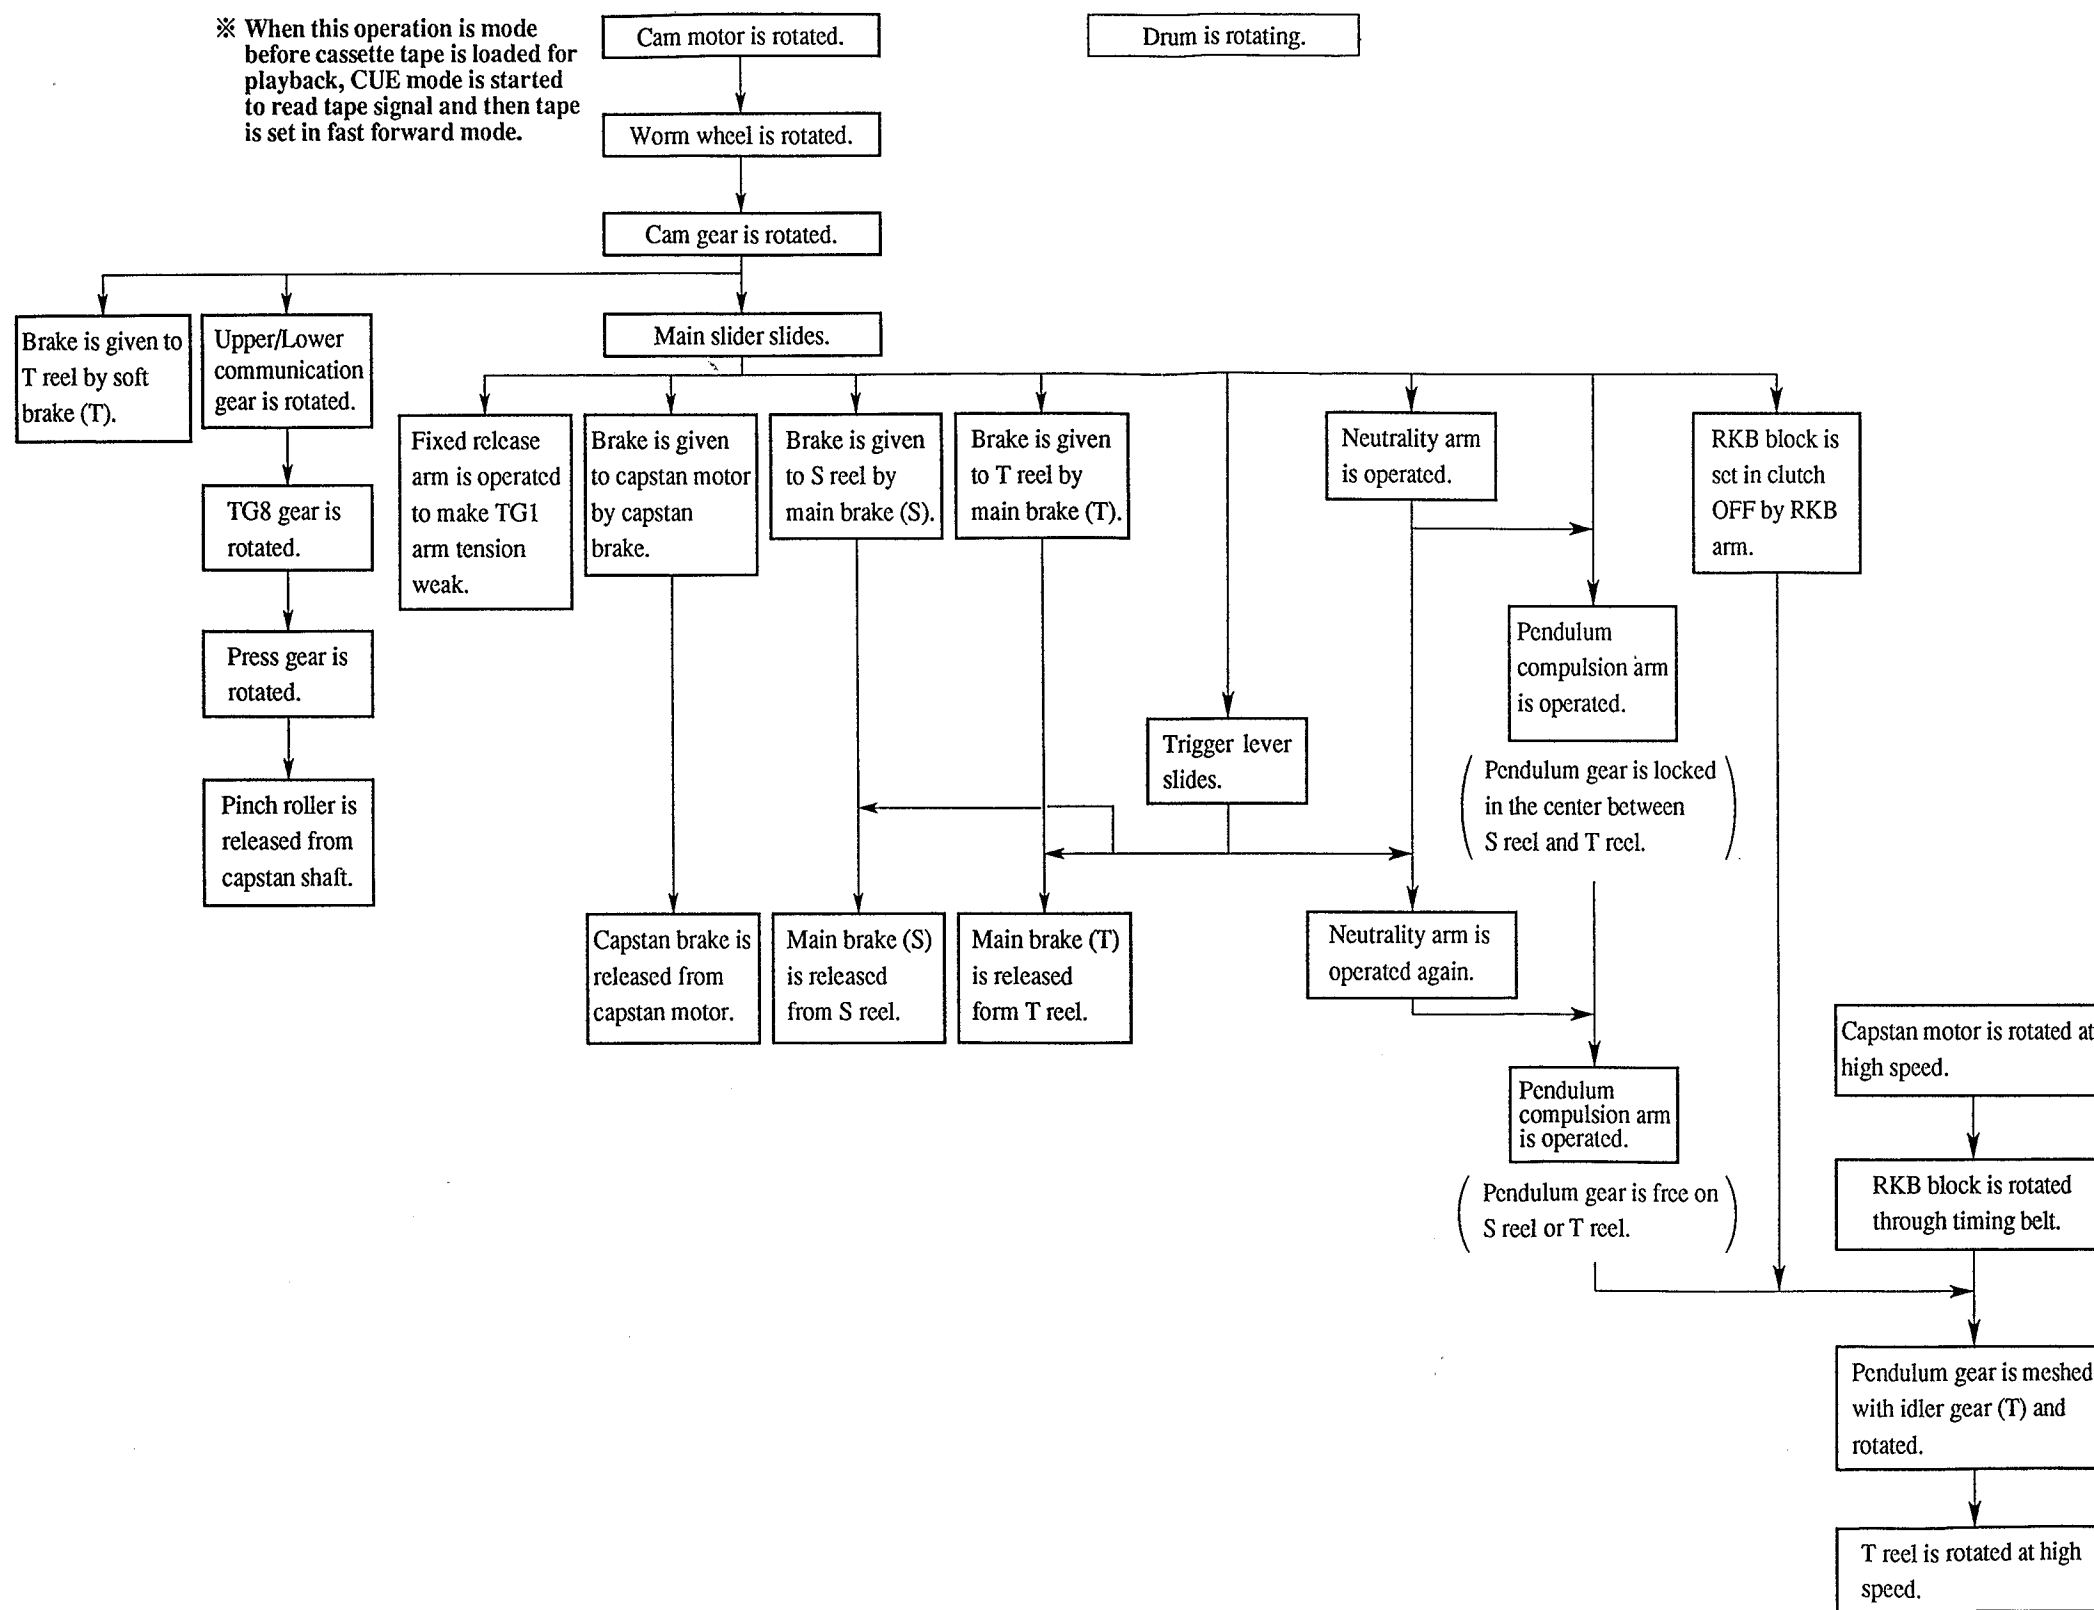 ※ When this operation is mode
before cassette tape is loaded for
playback, CUE mode is started
to read tape signal and then tape
is set in fast forward mode.
Cam motor is rotated.
Drum is rotating.
Worm wheel is rotated.
Cam gear is rotated.
Brake is given to
T reel by soft
brake (T).
Upper/Lower
communication
gear is rotated.
Main slider slides.
Fixed release
arm is operated
to make TG1
arm tension
weak.
Brake is given
to capstan motor
by capstan
brake.
Brake is given
to S reel by
main brake (S).
Brake is given
to T reel by
main brake (T).
Neutrality arm
is operated.
RKB block is
set in clutch
OFF by RKB
arm.
TG8 gear is
rotated.
Press gear is
rotated.
Pendulum
compulsion arm
is operated.
Trigger lever
slides.
(Pendulum gear is locked
in the center between
S reel and T reel.)
Pinch roller is
released from
capstan shaft.
Capstan brake is
released from
capstan motor.
Main brake (S)
is released
from S reel.
Main brake (T)
is released
form T reel.
Neutrality arm is
operated again.
Capstan motor is rotated at
high speed.
Pendulum
compulsion arm
is operated.
(Pendulum gear is free on
S reel or T reel.)
RKB block is rotated
through timing belt.
Pendulum gear is meshed
with idler gear (T) and
rotated.
T reel is rotated at high
speed.